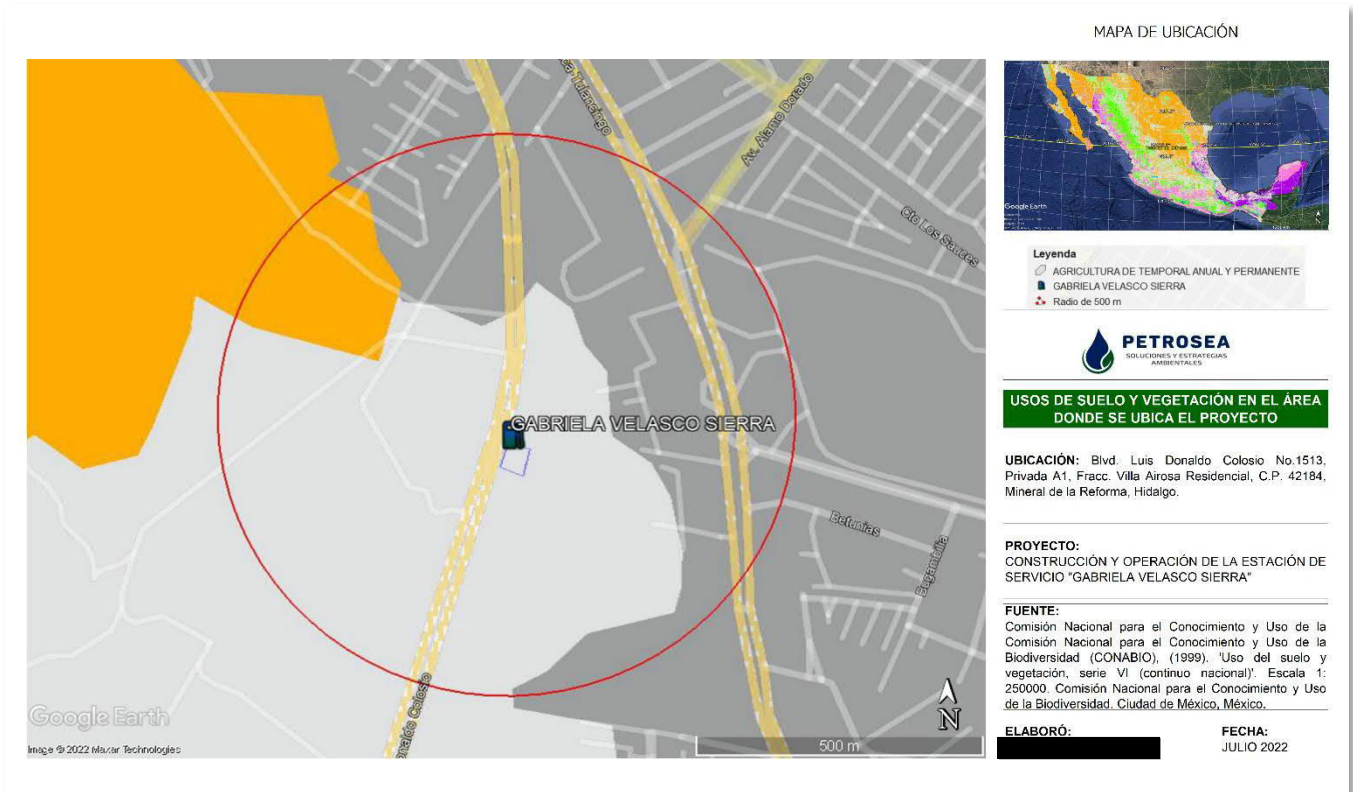 MAPA DE UBICACIÓN
Tulancingo
Av. Alamo Dorado
Cto Los Sauces
GABRIELA VELASCO SIERRA
Betunias
Bugambilia
Colosio
Google Earth
Image © 2022 Maxar Technologies
N
500 m
Google Earth
N
Leyenda
AGRICULTURA DE TEMPORAL ANUAL Y PERMANENTE
GABRIELA VELASCO SIERRA
Radio de 500 m
PETROSEA
SOLUCIONES Y ESTRATEGIAS
AMBIENTALES
USOS DE SUELO Y VEGETACIÓN EN EL ÁREA
DONDE SE UBICA EL PROYECTO
UBICACIÓN: Blvd. Luis Donaldo Colosio No.1513,
Privada A1, Fracc. Villa Airosa Residencial, C.P. 42184,
Mineral de la Reforma, Hidalgo.
PROYECTO:
CONSTRUCCIÓN Y OPERACIÓN DE LA ESTACIÓN DE
SERVICIO "GABRIELA VELASCO SIERRA"
FUENTE:
Comisión Nacional para el Conocimiento y Uso de la
Comisión Nacional para el Conocimiento y Uso de la
Biodiversidad (CONABIO), (1999). 'Uso del suelo y
vegetación, serie VI (continuo nacional)'. Escala 1:
250000. Comisión Nacional para el Conocimiento y Uso
de la Biodiversidad. Ciudad de México, México.
ELABORÓ:
FECHA:
JULIO 2022